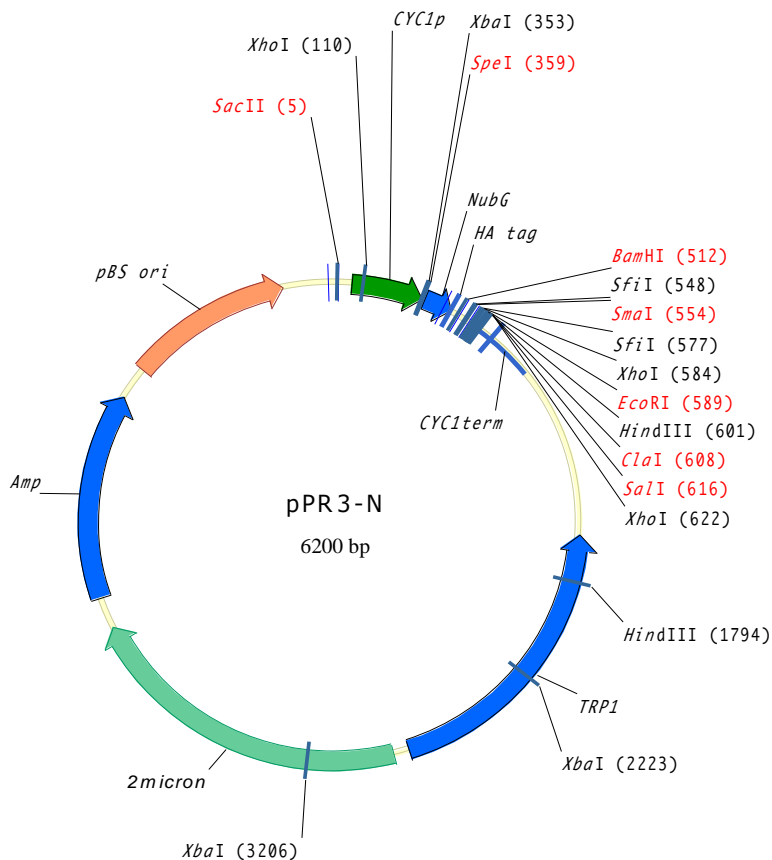 CYC1p
XbaI (353)
XhoI (110)
SpeI (359)
SacII (5)
NubG
HA tag
BamHI (512)
pBS ori
SfiI (548)
SmaI (554)
SfiI (577)
XhoI (584)
EcoRI (589)
CYC1term
HindIII (601)
ClaI (608)
Amp
SalI (616)
pPR3-N
XhoI (622)
6200 bp
HindIII (1794)
TRP1
XbaI (2223)
2micron
XbaI (3206)